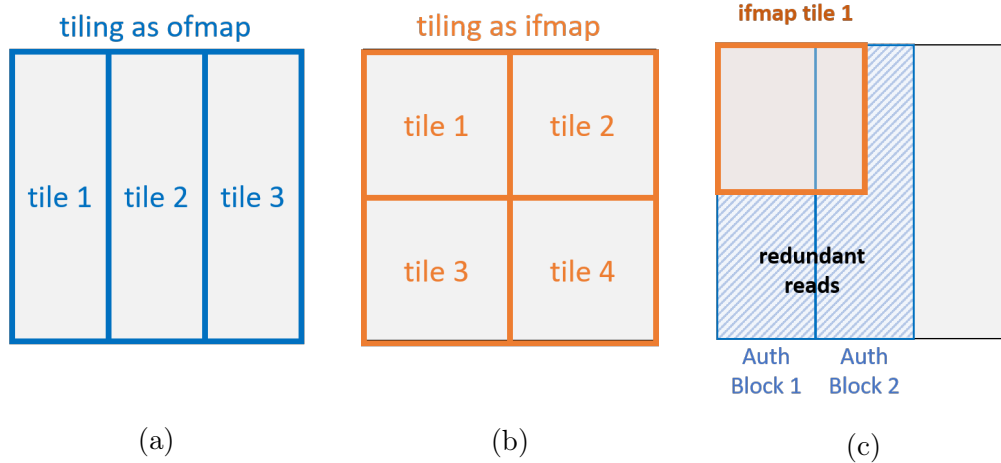 tiling as ofmap
tile 1
tile 2
tile 3
(a)
tiling as ifmap
tile 1
tile 2
tile 3
tile 4
(b)
ifmap tile 1
redundant
reads
Auth
Block 1
Auth
Block 2
(c)